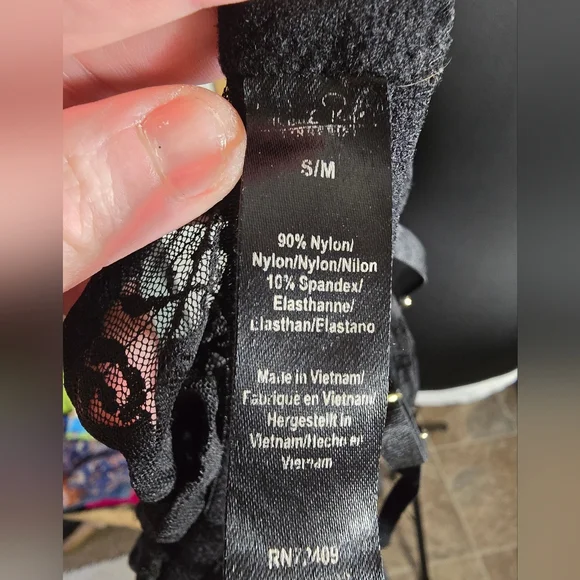 S/M
90% Nylon/
Nylon/Nylon/Nilon
10% Spandex/
Elasthanne/
Elasthan/Elastano
Made in Vietnam/
Fabriqué en Vietnam/
Hergestellt in
Vietnam/Hecho en
Vietnam